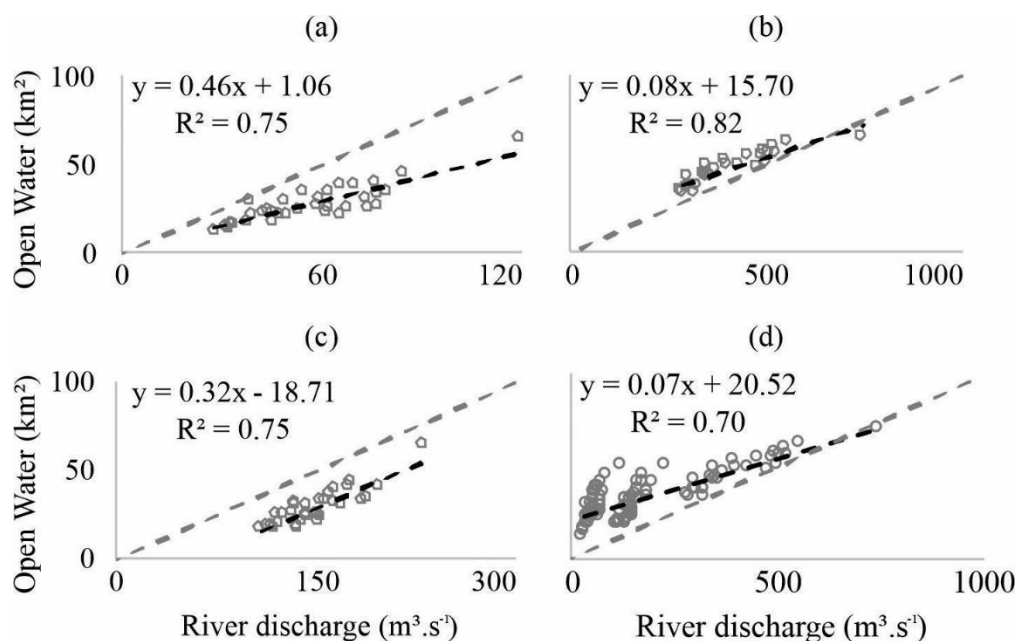 (a)
Open Water (km²)
100
50
0
y = 0.46x + 1.06
R² = 0.75
0
60
120
(b)
y = 0.08x + 15.70
R² = 0.82
0
500
1000
(c)
Open Water (km²)
100
50
0
y = 0.32x - 18.71
R² = 0.75
0
150
300
River discharge (m³.s⁻¹)
(d)
y = 0.07x + 20.52
R² = 0.70
0
500
1000
River discharge (m³.s⁻¹)